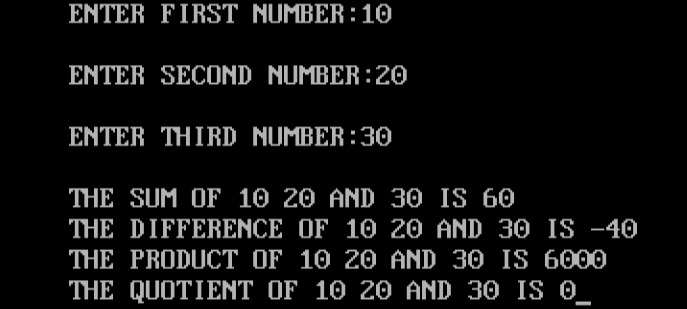 ENTER FIRST NUMBER:10
ENTER SECOND NUMBER:20
ENTER THIRD NUMBER:30
THE SUM OF 10 20 AND 30 IS 60
THE DIFFERENCE OF 10 20 AND 30 IS -40
THE PRODUCT OF 10 20 AND 30 IS 6000
THE QUOTIENT OF 10 20 AND 30 IS 0_